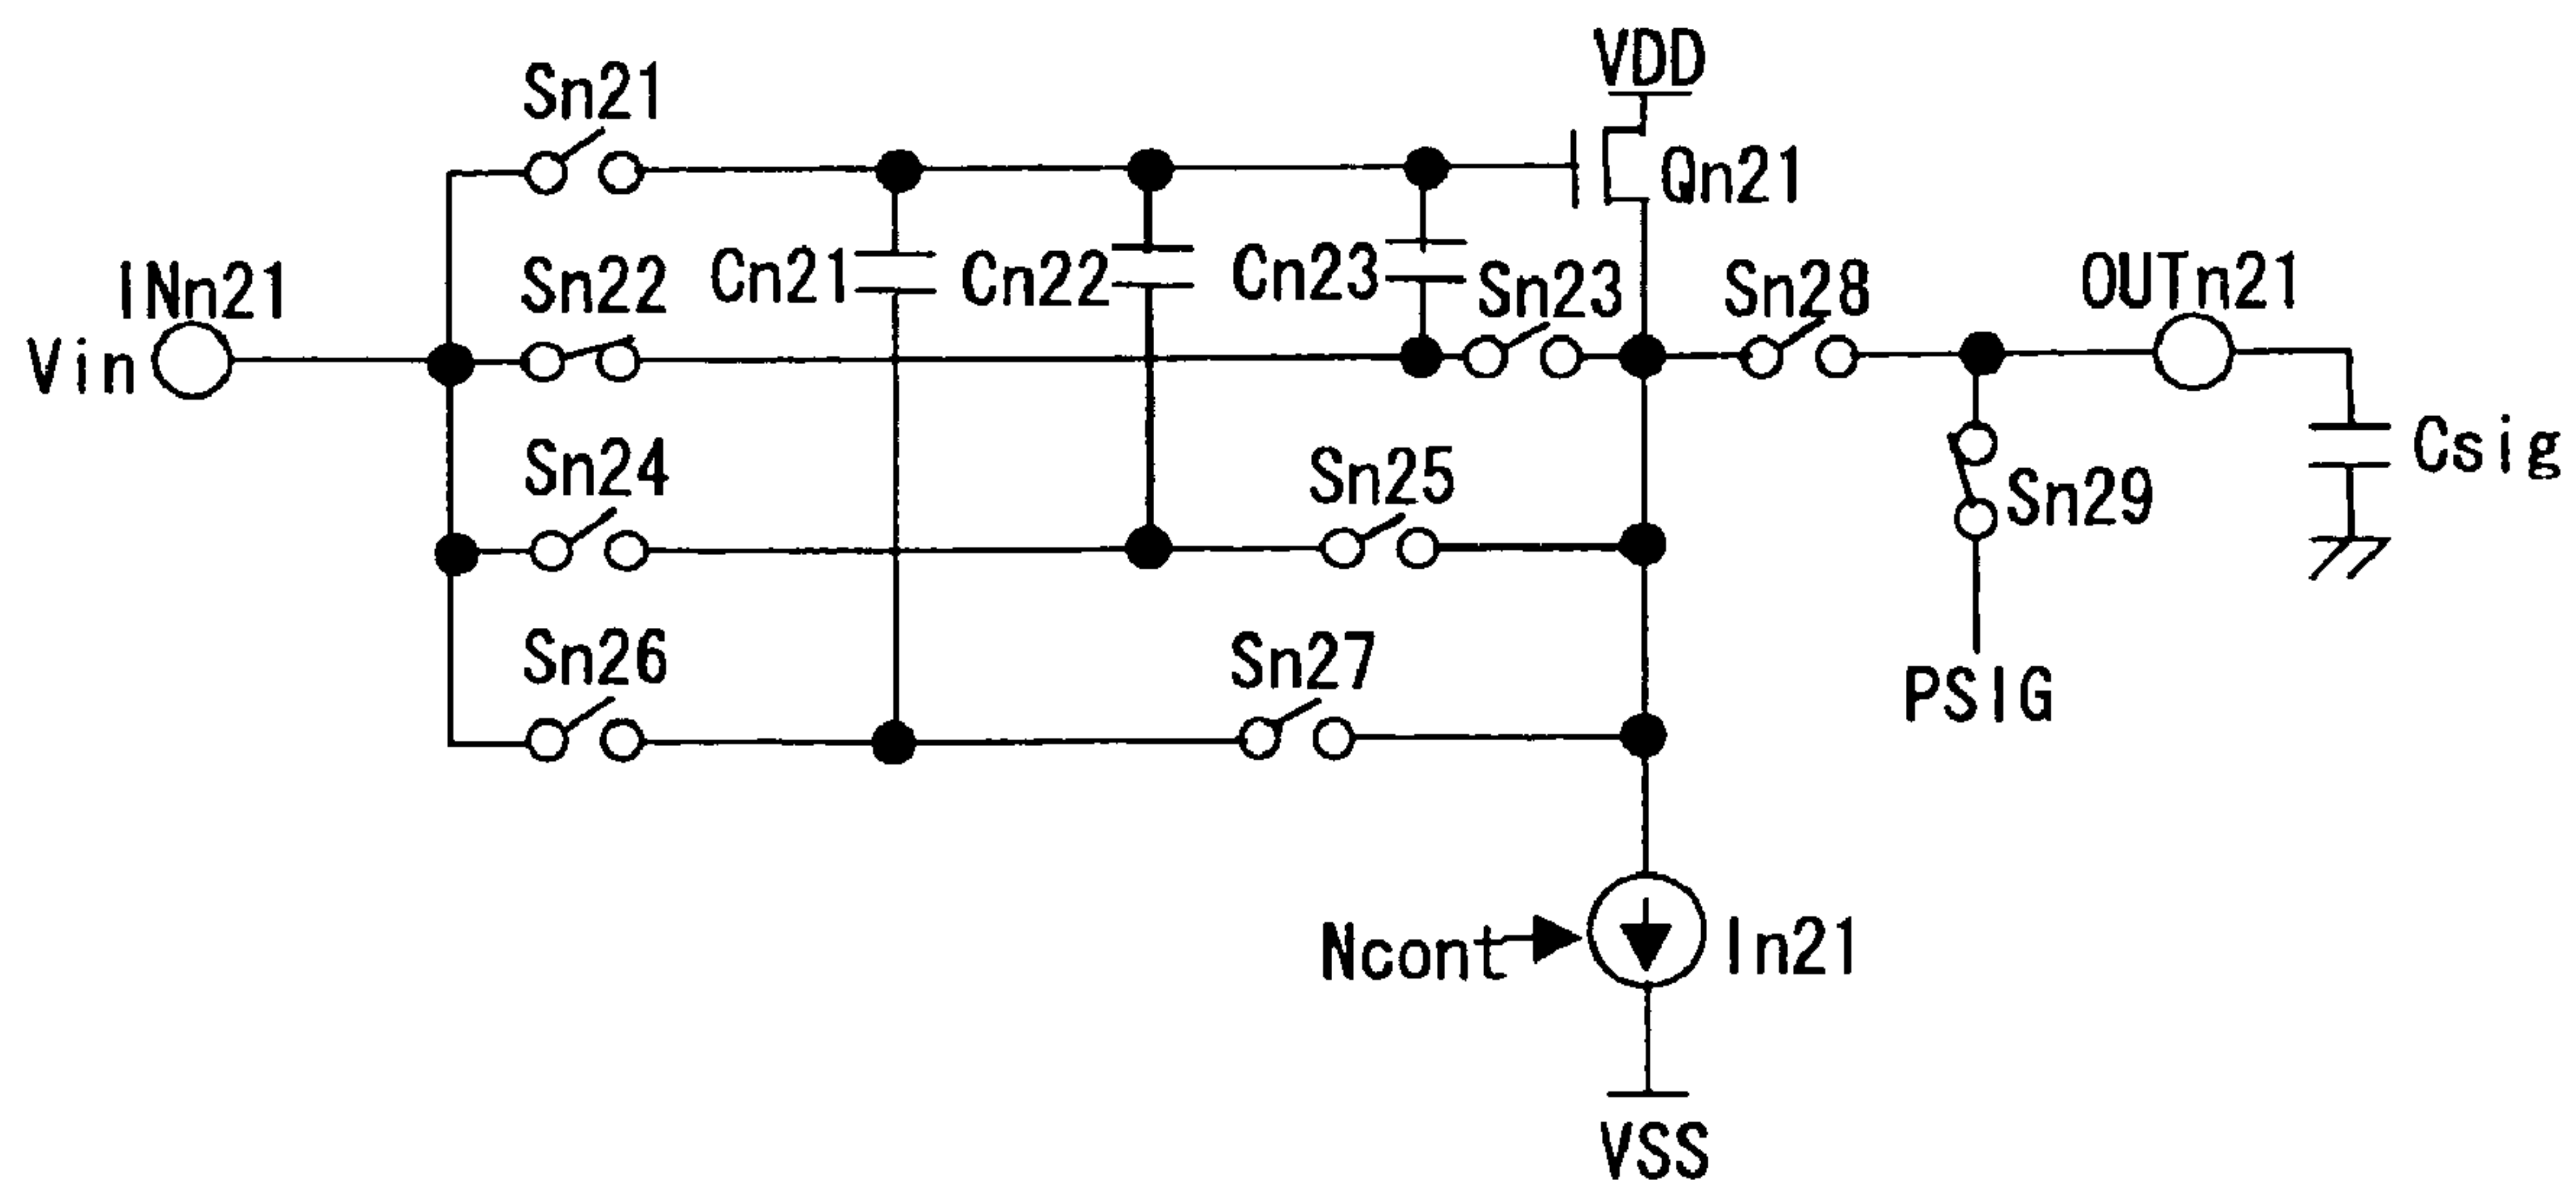 VDD
Sn21
Qn21
INn21
Vin
Sn22
Cn21
Cn22
Cn23
Sn23
Sn28
OUTn21
Csig
Sn24
Sn25
Sn29
Sn26
Sn27
PSIG
Ncont
In21
VSS